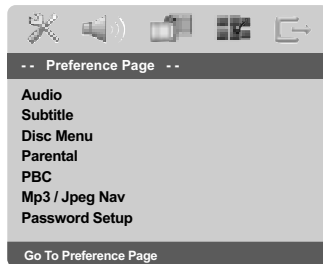 - -  Preference Page  - -
Audio
Subtitle
Disc Menu
Parental
PBC
Mp3 / Jpeg Nav
Password Setup
Go To Preference Page